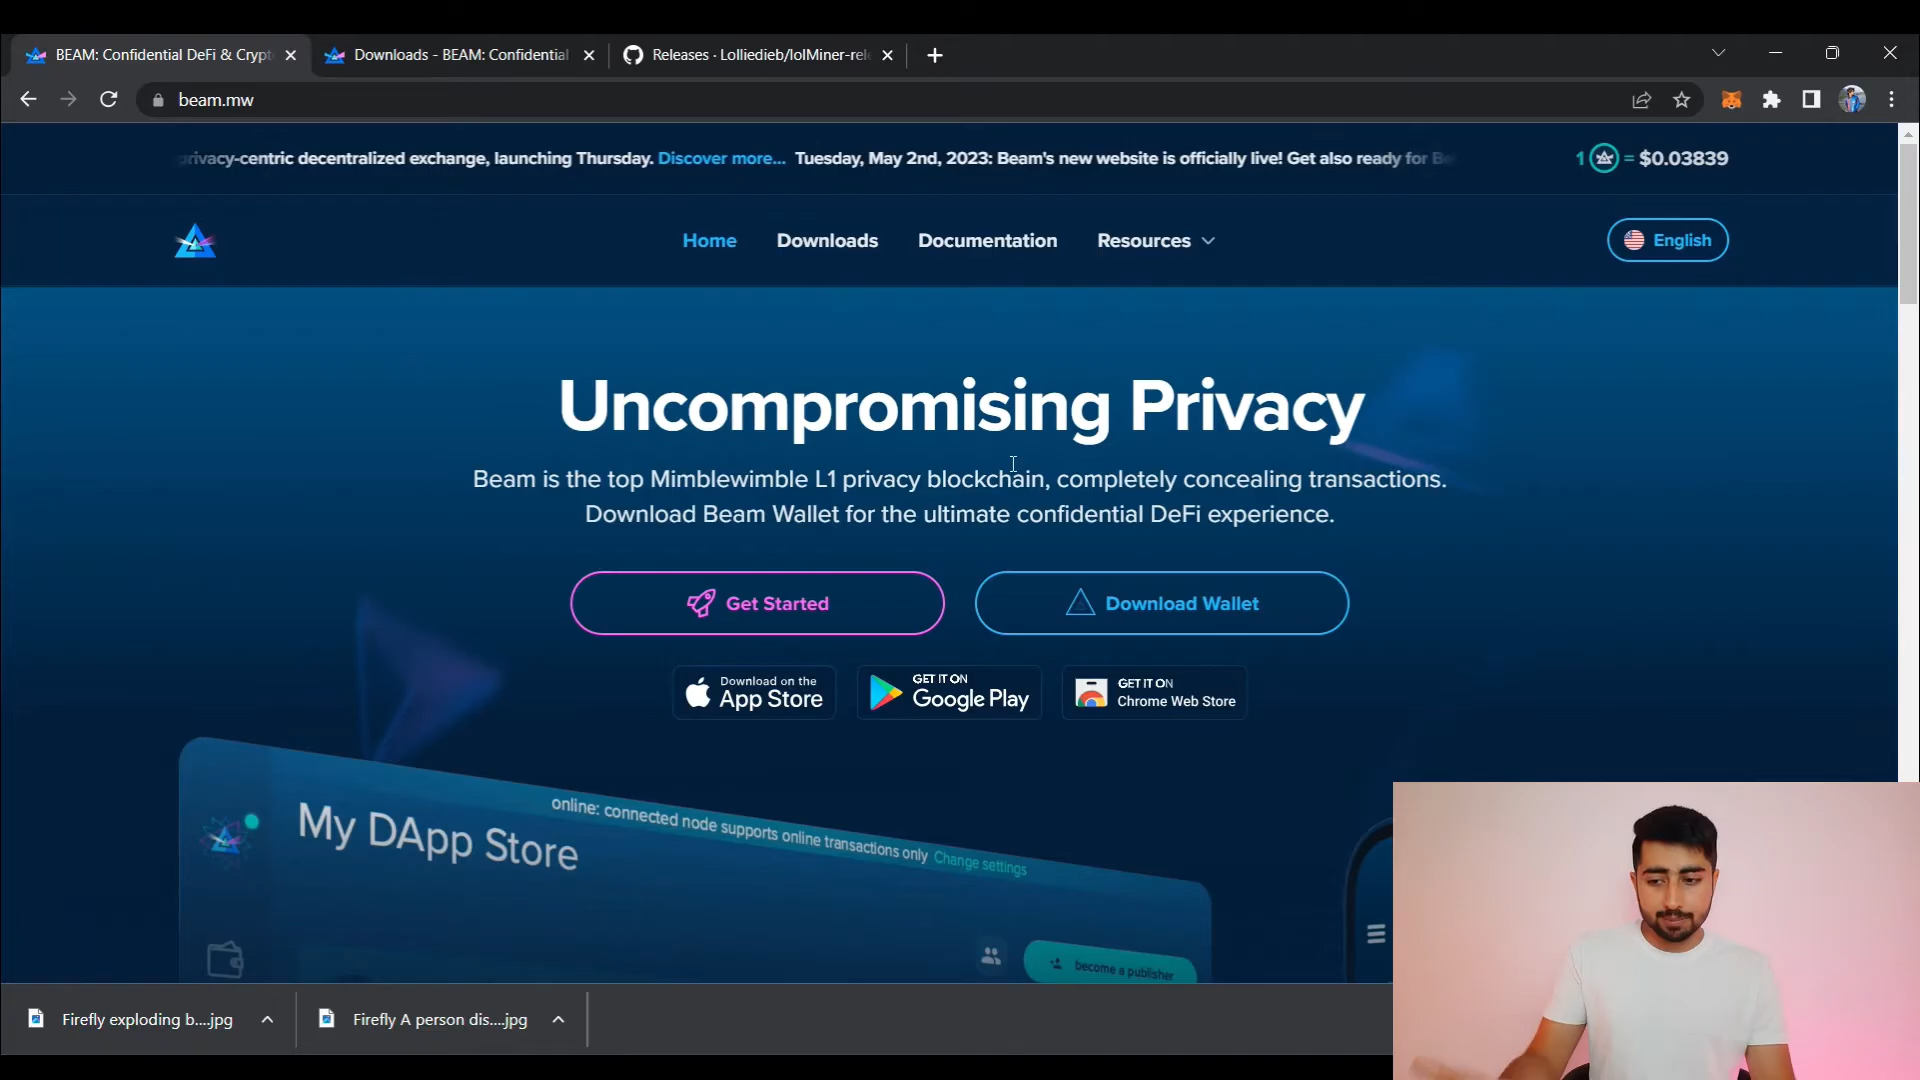 BEAM: Confidential DeFi & Crypt
Downloads - BEAM: Confidential
Releases · Lolliedieb/lolMiner-rel
beam.mw
privacy-centric decentralized exchange, launching Thursday. Discover more... Tuesday, May 2nd, 2023: Beam's new website is officially live! Get also ready for Be
1 = $0.03839
Home
Downloads
Documentation
Resources
English
Uncompromising Privacy
Beam is the top Mimblewimble L1 privacy blockchain, completely concealing transactions.
Download Beam Wallet for the ultimate confidential DeFi experience.
Get Started
Download Wallet
Download on the
App Store
GET IT ON
Google Play
GET IT ON
Chrome Web Store
online: connected node supports online transactions only Change settings
My DApp Store
become a publisher
Firefly exploding b....jpg
Firefly A person dis....jpg